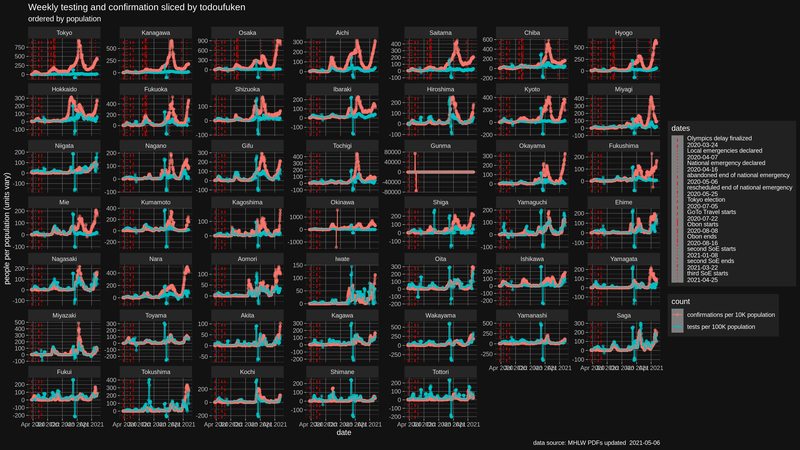 Weekly testing and confirmation sliced by todoufuken
ordered by population
Tokyo
Kanagawa
Osaka
Aichi
Saitama
Chiba
Hyogo
Hokkaido
Fukuoka
Shizuoka
Ibaraki
Hiroshima
Kyoto
Miyagi
Niigata
Nagano
Gifu
Tochigi
Gunma
Okayama
Fukushima
Mie
Kumamoto
Kagoshima
Okinawa
Shiga
Yamaguchi
Ehime
Nagasaki
Nara
Aomori
Iwate
Oita
Ishikawa
Yamagata
Miyazaki
Toyama
Akita
Kagawa
Wakayama
Yamanashi
Saga
Fukui
Tokushima
Kochi
Shimane
Tottori
people per population (units vary)
date
dates
Olympics delay finalized
2020-03-24
Local emergencies declared
2020-04-07
National emergency declared
2020-04-16
abandoned end of national emergency
2020-05-06
rescheduled end of national emergency
2020-05-25
Tokyo election
2020-07-05
GoTo Travel starts
2020-07-22
Obon starts
2020-08-08
Obon ends
2020-08-16
second SoE starts
2021-01-08
second SoE ends
2021-03-22
third SoE starts
2021-04-25
count
confirmations per 10K population
tests per 100K population
data source: MHLW PDFs updated 2021-05-06